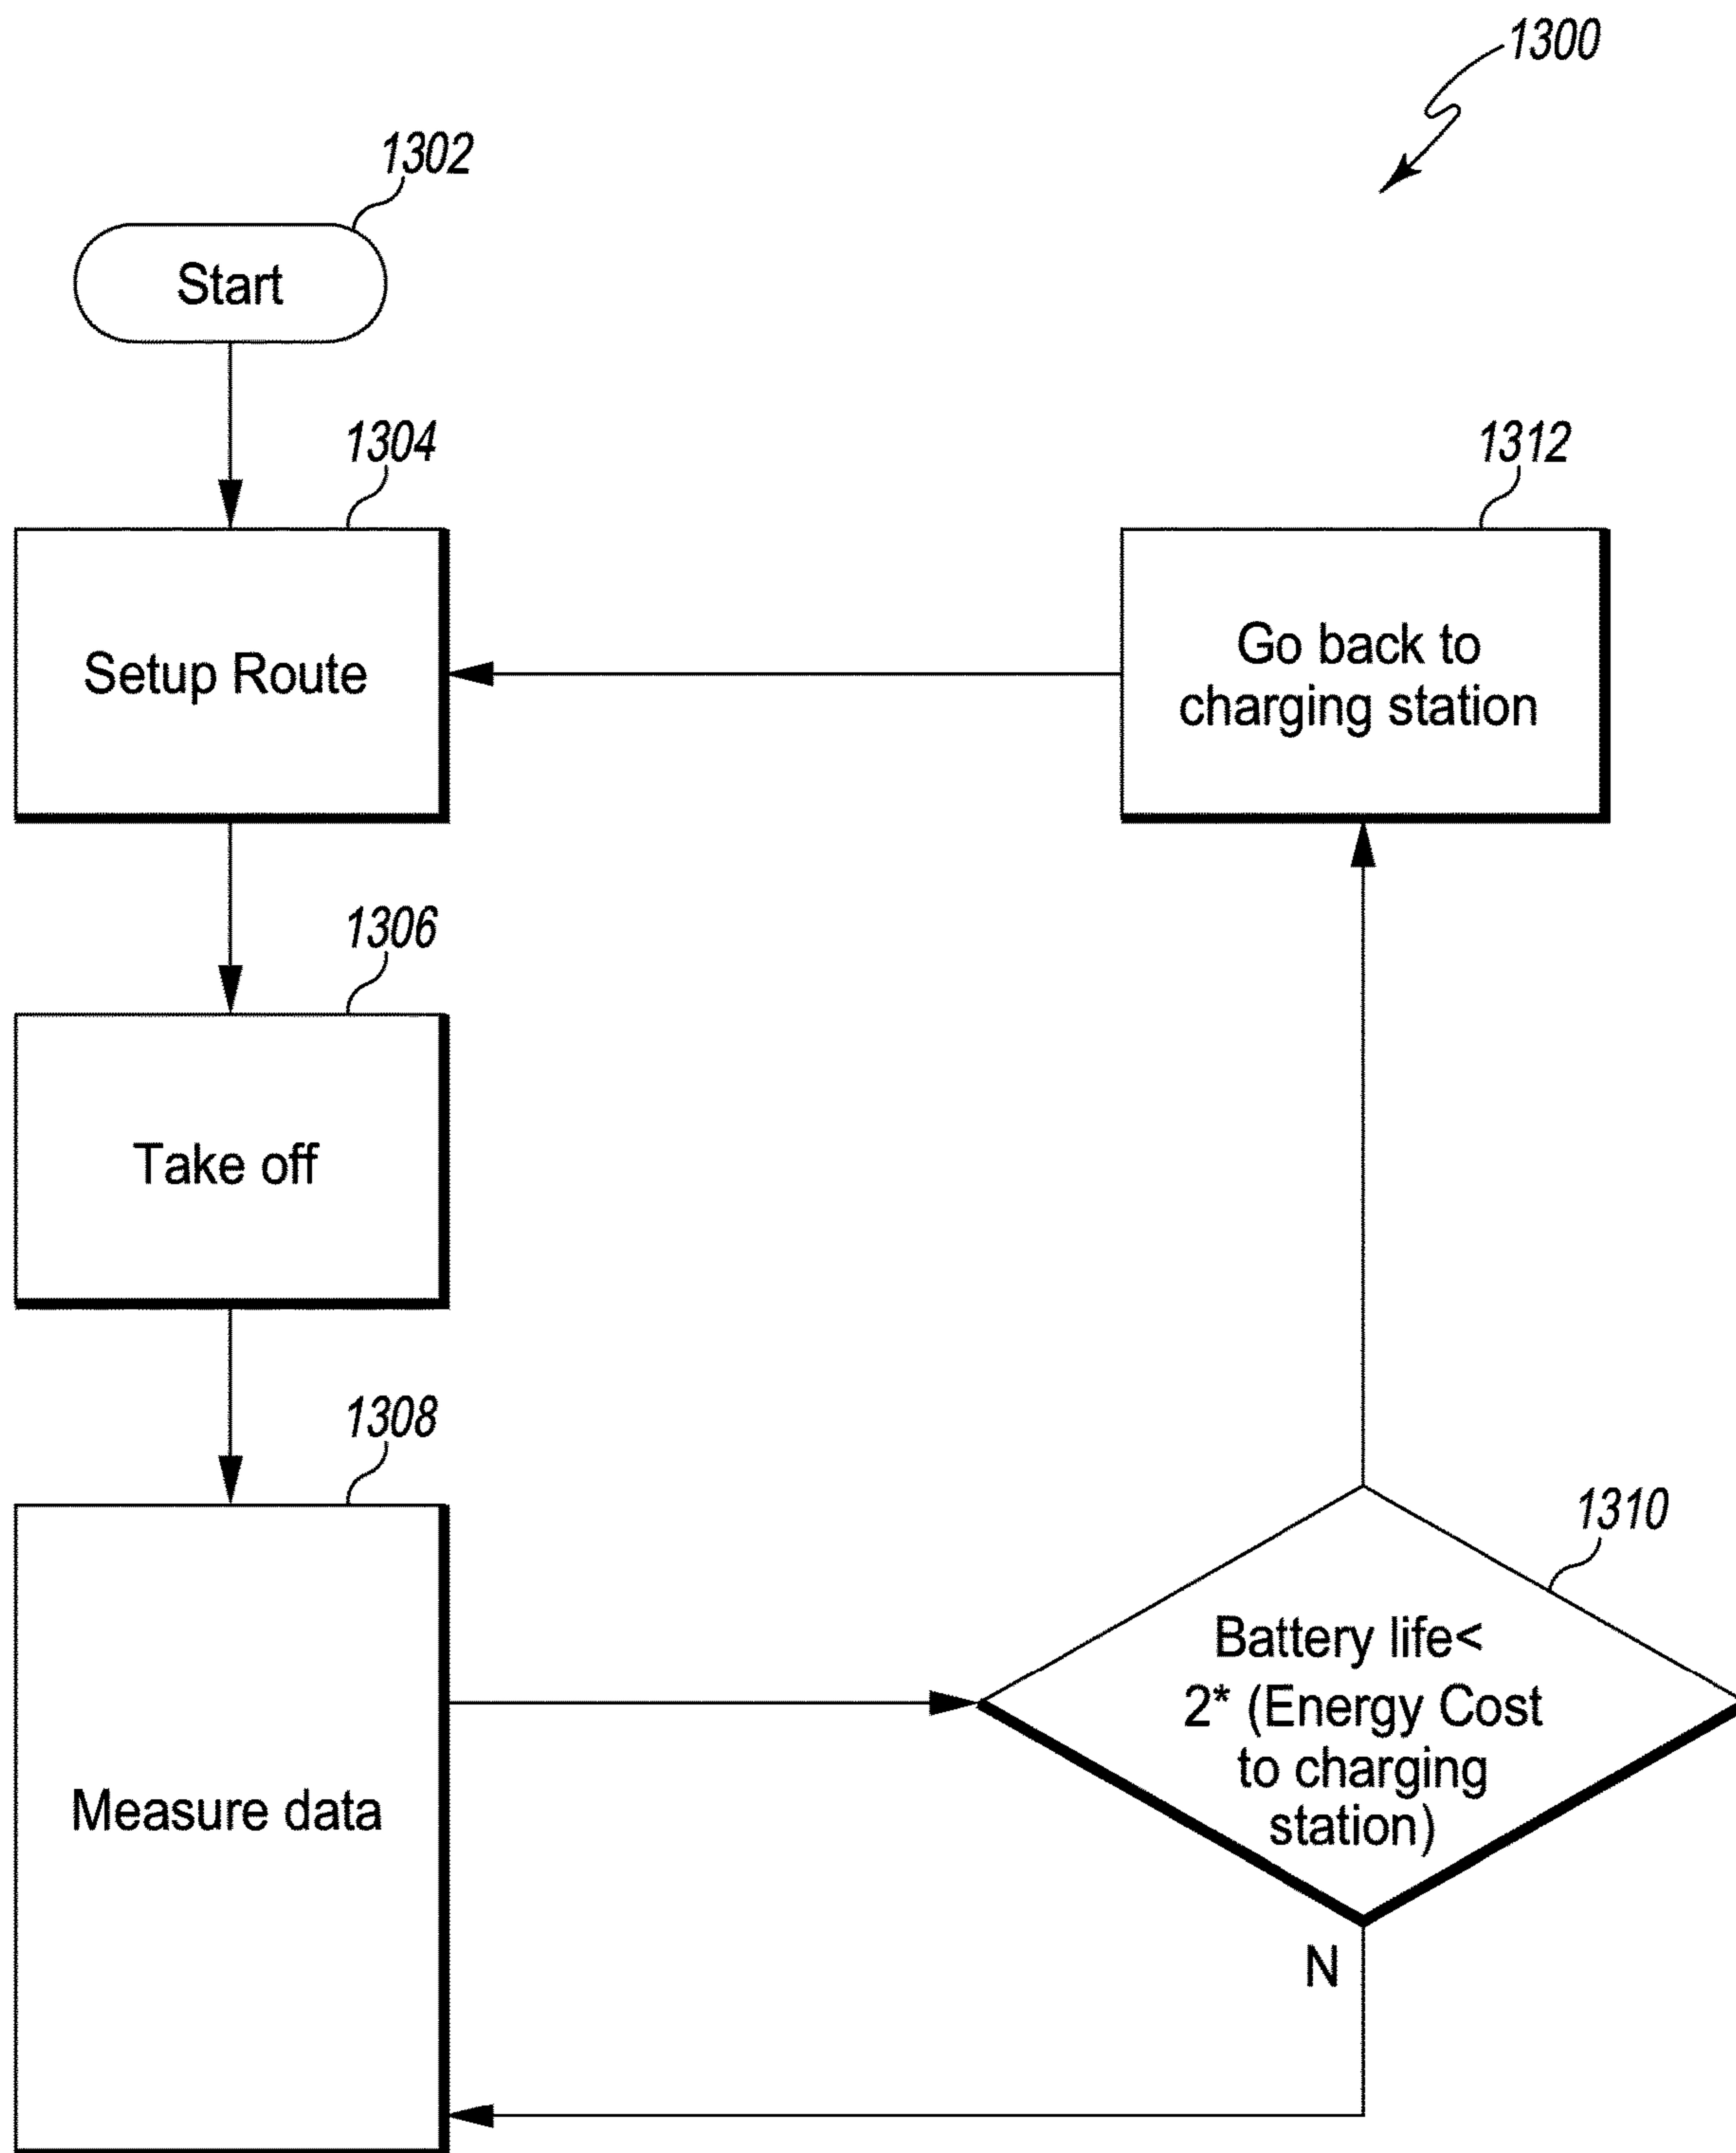 1300
1302
Start
1304
Setup Route
1312
Go back to
charging station
1306
Take off
1308
Measure data
1310
Battery life<
2* (Energy Cost
to charging
station)
N